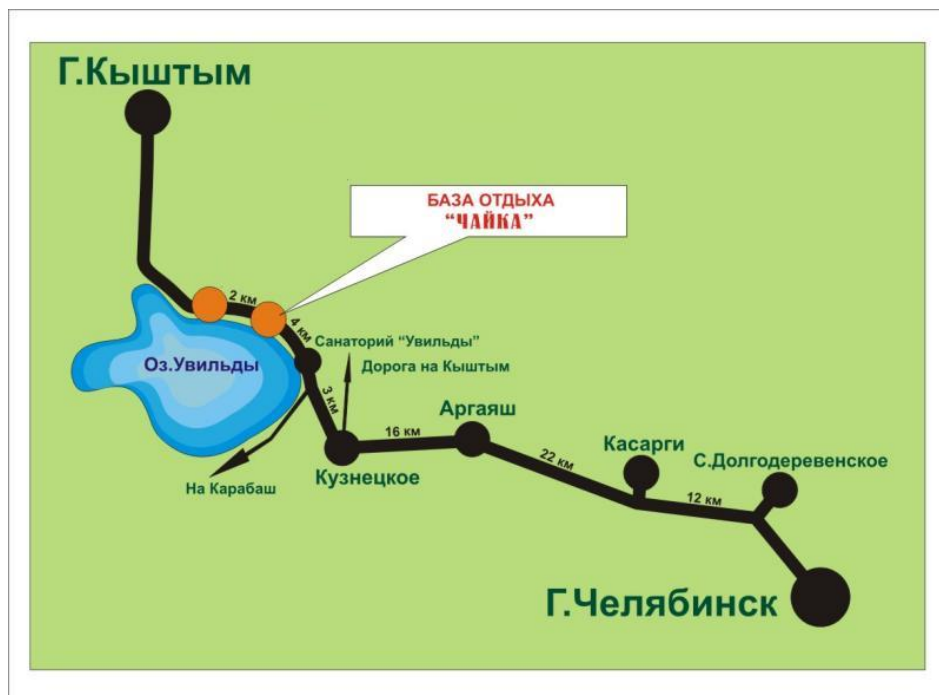 Г.Кыштым
БАЗА ОТДЫХА
“ЧАЙКА”
2 км
4 км
Санаторий “Увильды”
Оз.Увильды
Дорога на Кыштым
3 км
Аргаяш
16 км
Касарги
22 км
С.Долгодеревенское
Кузнецкое
На Карабаш
12 км
Г.Челябинск